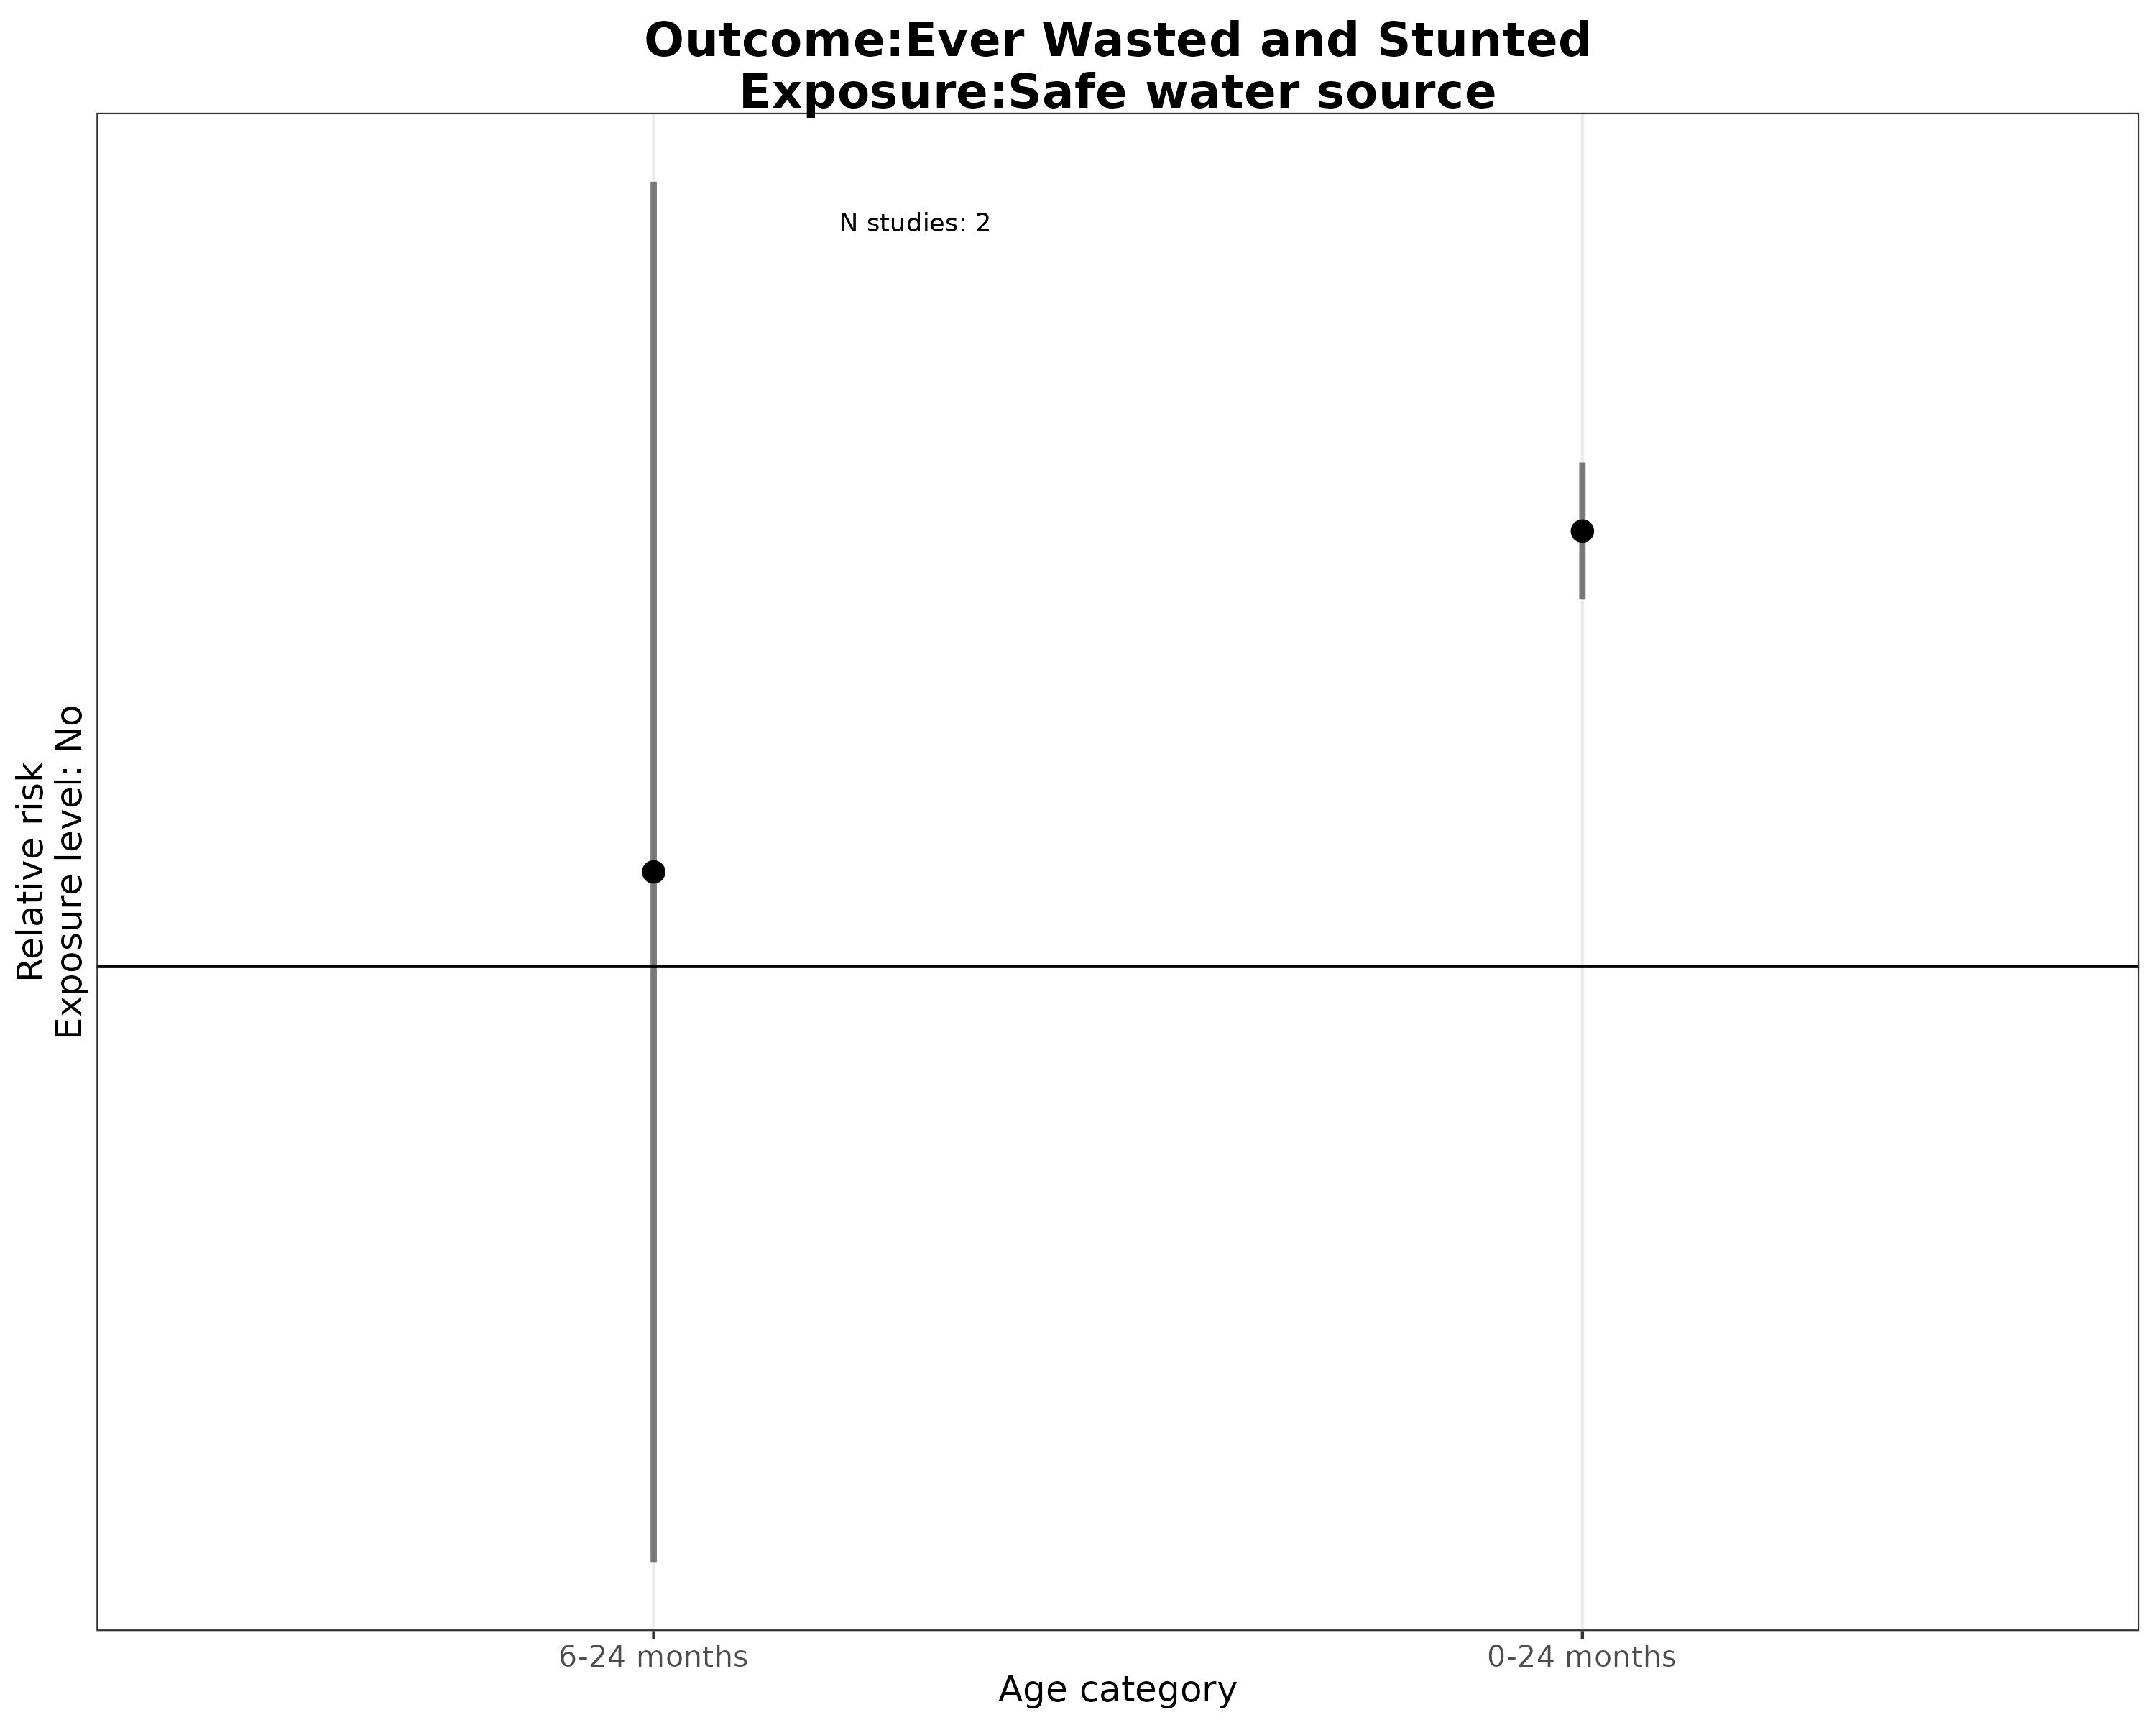 Outcome:Ever Wasted and Stunted
Exposure:Safe water source
N studies: 2
Relative risk
Exposure level: No
6-24 months
0-24 months
Age category